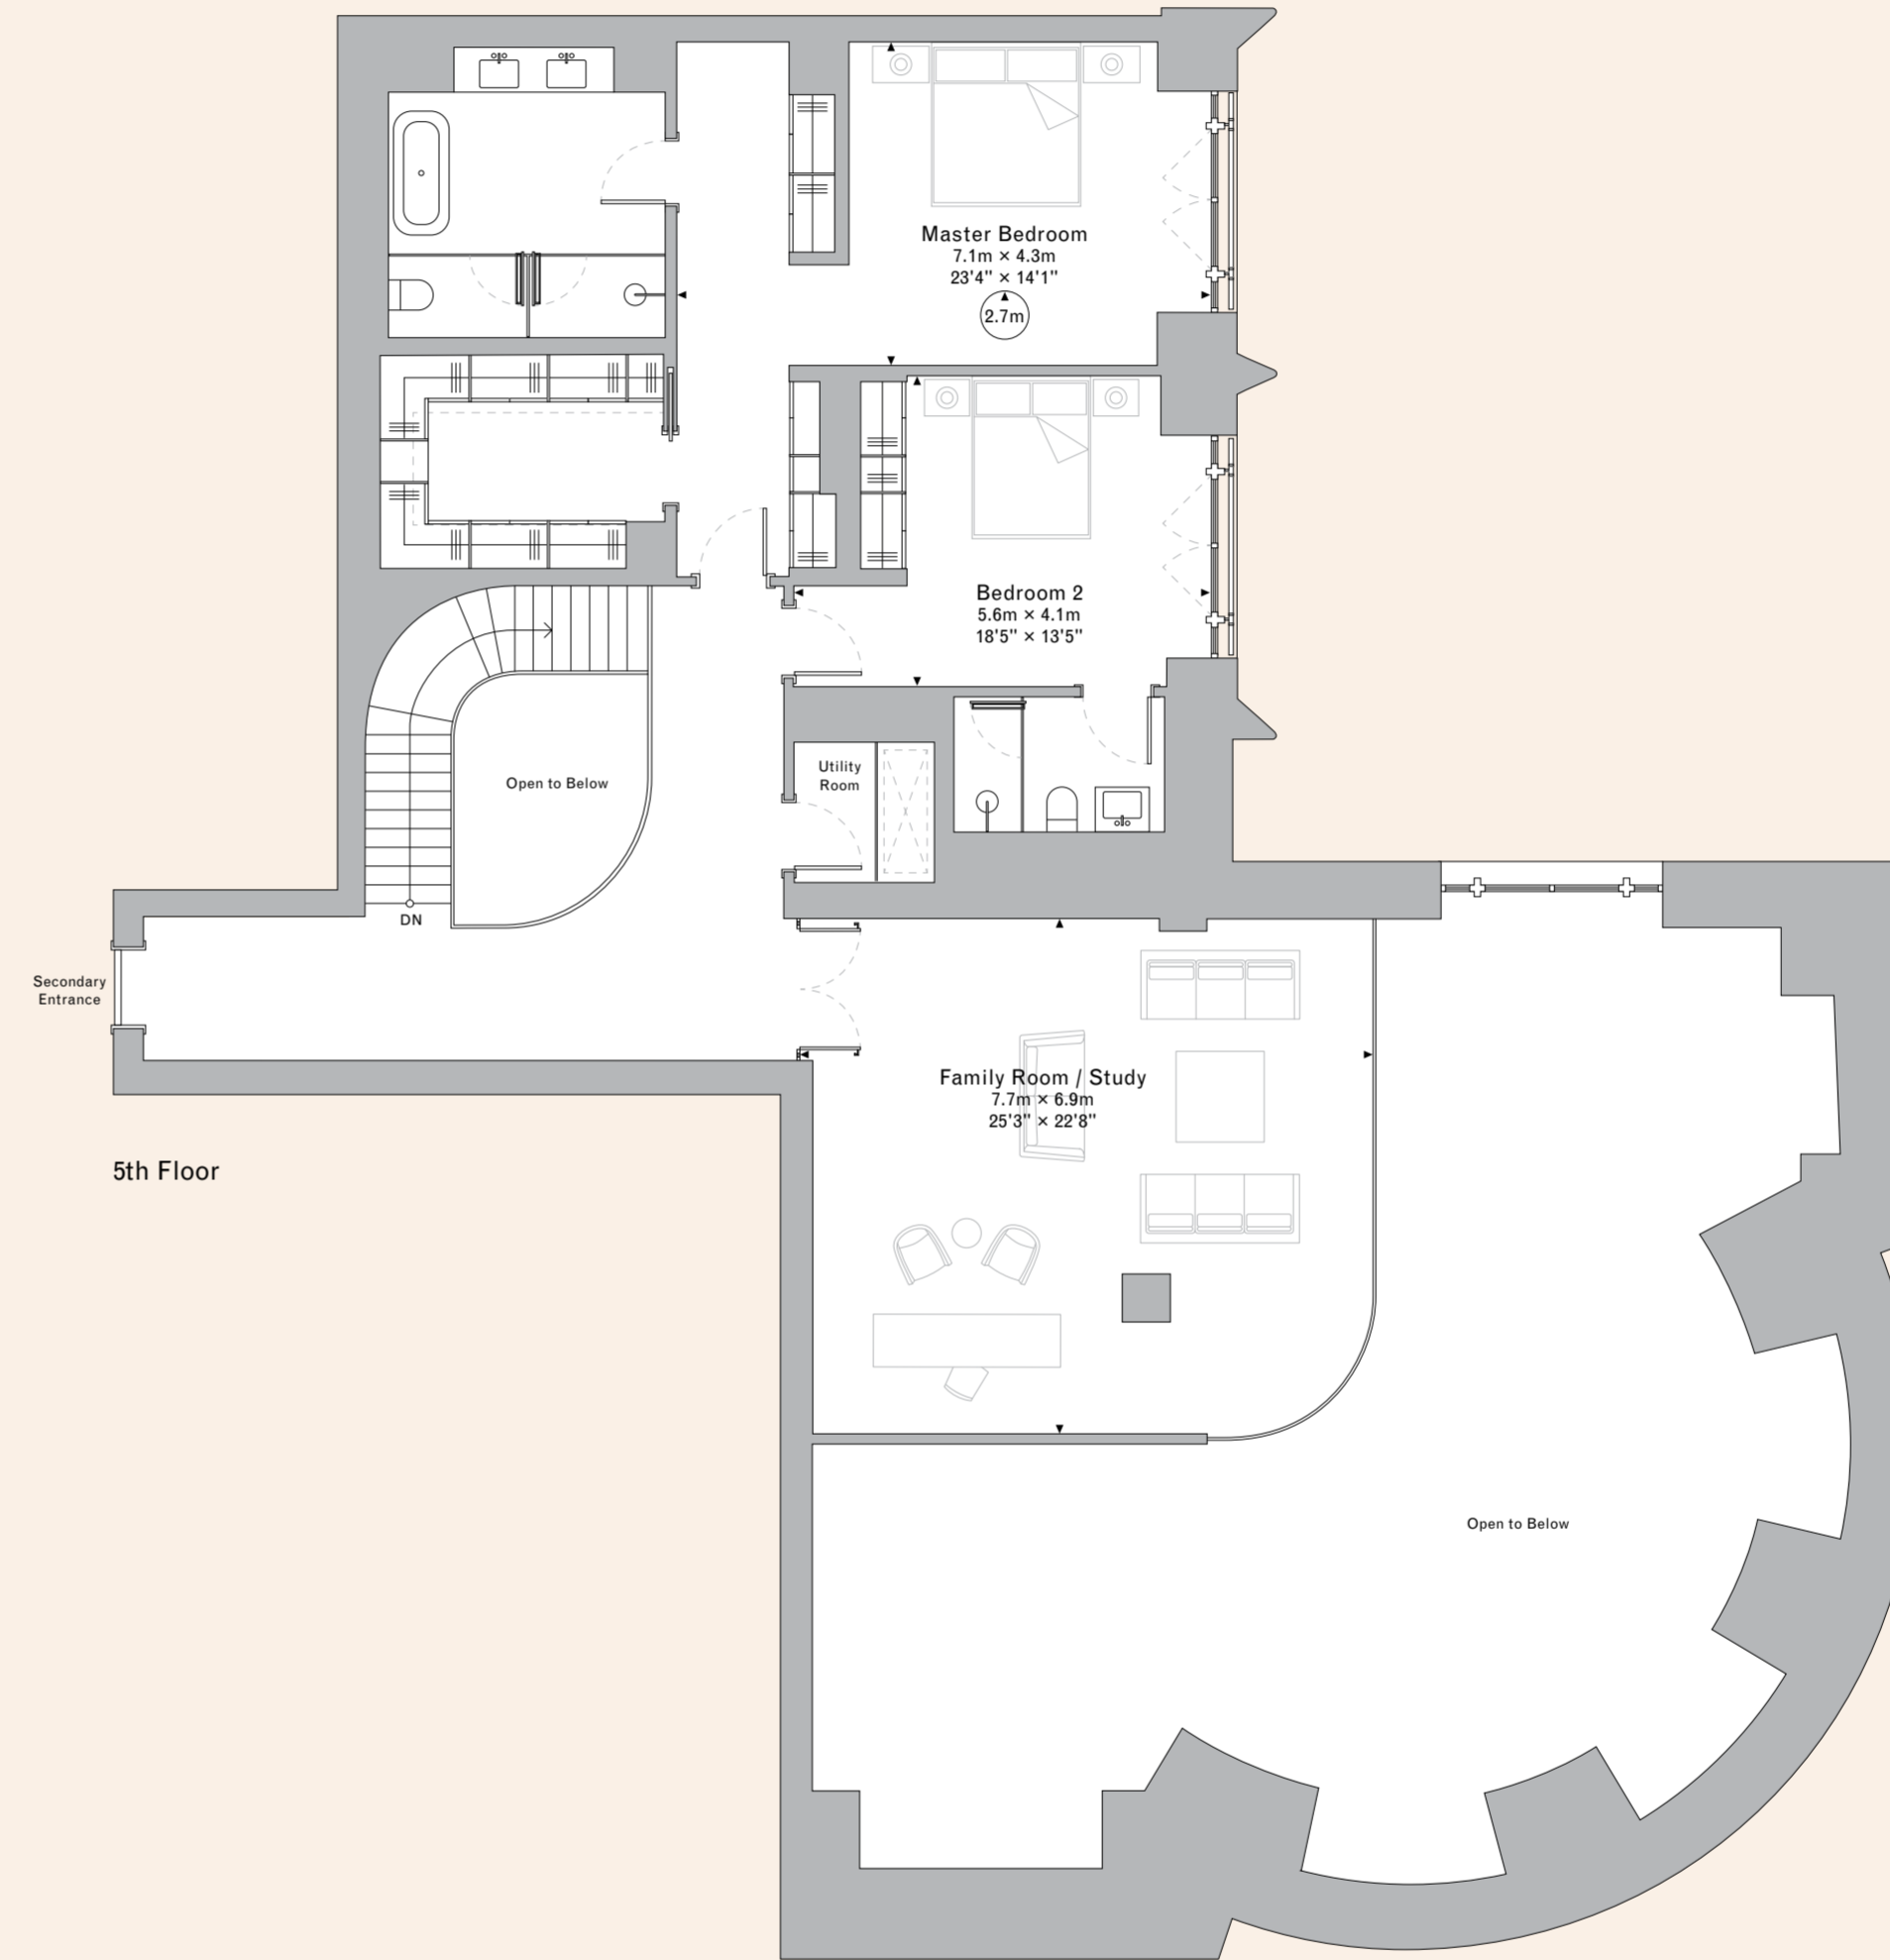 Master Bedroom
7.1m × 4.3m
23'4" × 14'1"
2.7m
Bedroom 2
5.6m × 4.1m
18'5" × 13'5"
Utility
Room
Open to Below
DN
Secondary
Entrance
Family Room / Study
7.7m × 6.9m
25'3" × 22'8"
5th Floor
Open to Below